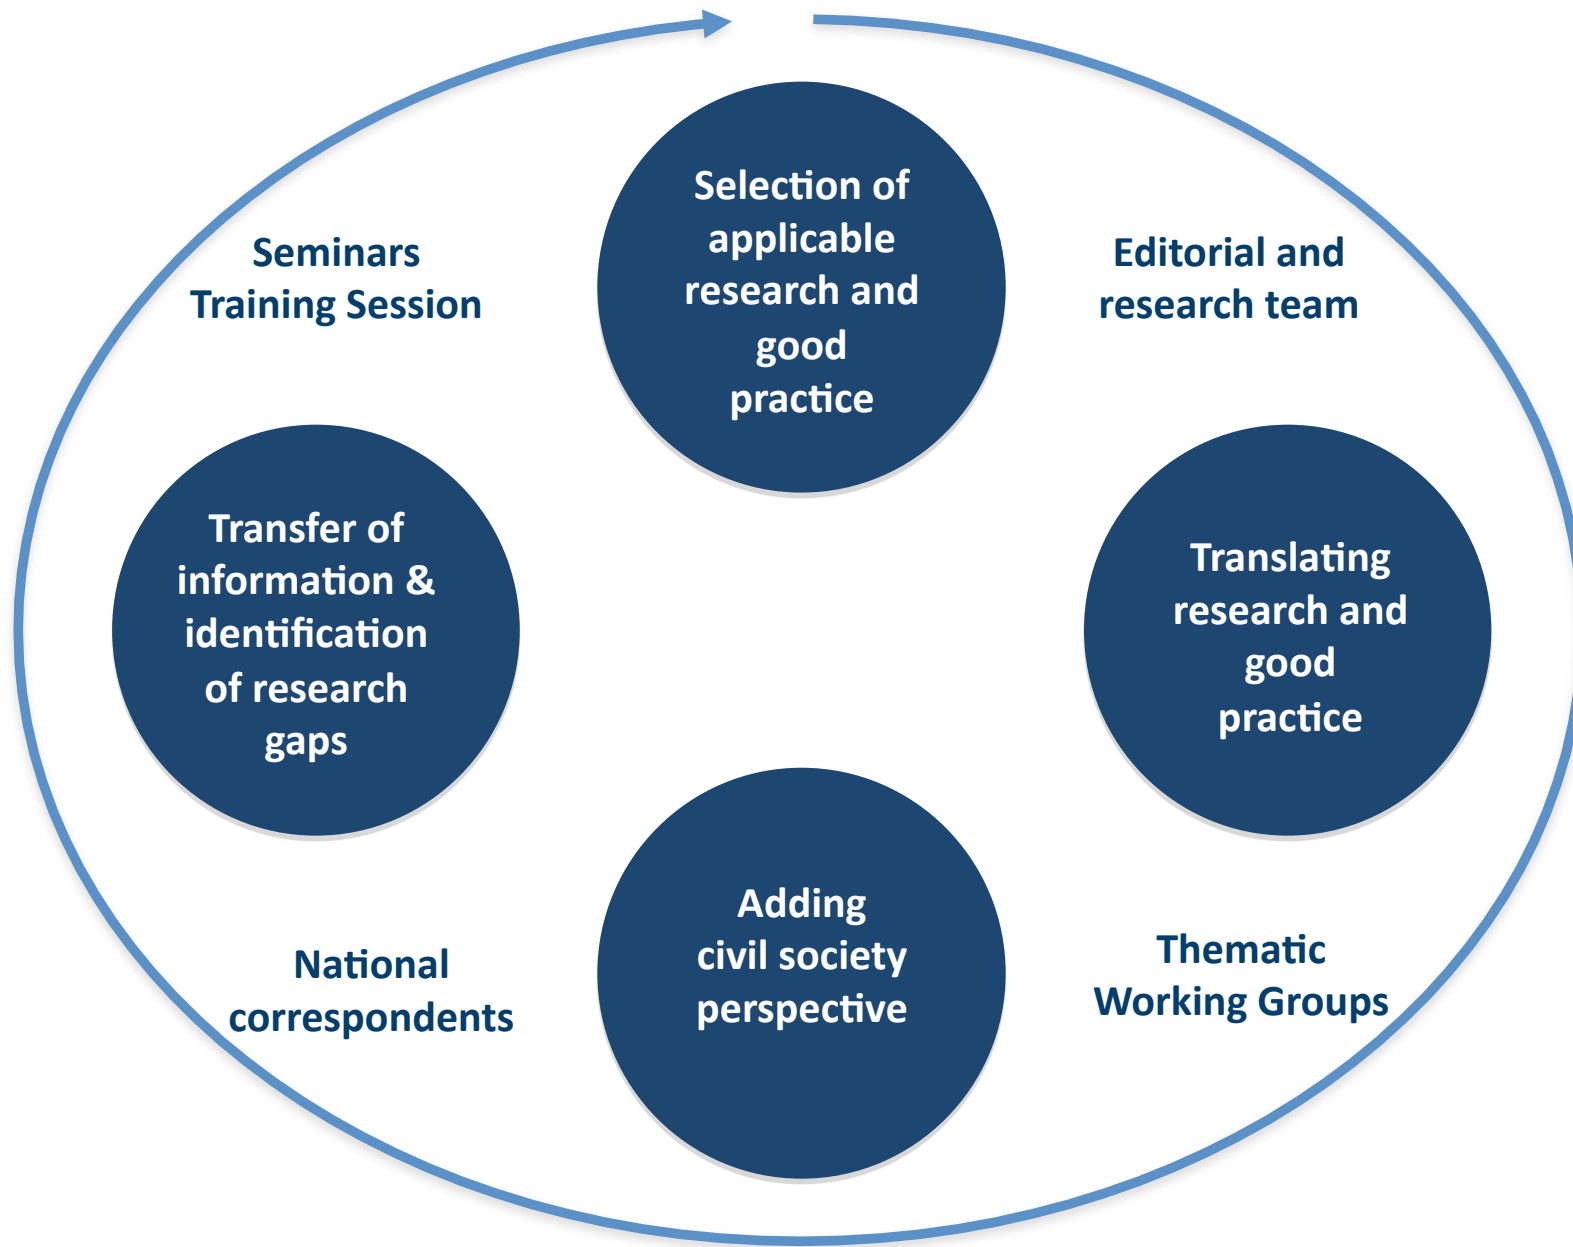 Selection of
applicable
research and
good
practice
Editorial and
research team
Translating
research and
good
practice
Thematic
Working Groups
Adding
civil society
perspective
National
correspondents
Transfer of
information &
identification
of research
gaps
Seminars
Training Session